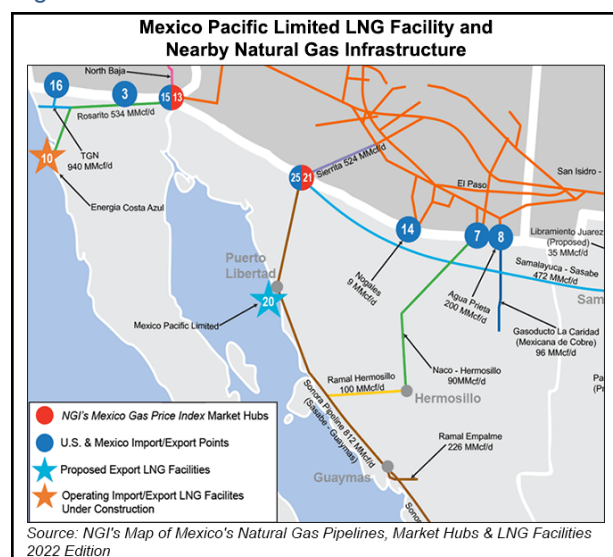 Mexico Pacific Limited LNG Facility and
Nearby Natural Gas Infrastructure
North Baja
16
3
15
13
Rosarito 534 MMcf/d
TGN
940 MMcf/d
10
Energia Costa Azul
25
21
Sierrita 524 MMcf/d
El Paso
San Isidro -
14
7
8
Libramiento Juarez
(Proposed)
35 MMcf/d
Puerto
Libertad
Nogales
9 MMcf/d
Samalayuca - Sasabe
472 MMcf/d
Sam
Agua Prieta
200 MMcf/d
20
Mexico Pacific Limited
Gasoducto La Caridad
(Mexicana de Cobre)
96 MMcf/d
Naco - Hermosillo
90MMcf/d
Ramal Hermosillo
100 MMcf/d
Hermosillo
Pa
(Pr
Sonora Pipeline 812 MMcf/d
(Sasabe - Guaymas)
Ramal Empalme
226 MMcf/d
Guaymas
Sono
NGI's Mexico Gas Price Index Market Hubs
U.S. & Mexico Import/Export Points
Proposed Export LNG Facilities
Operating Import/Export LNG Facilites
Under Construction
Source: NGI's Map of Mexico's Natural Gas Pipelines, Market Hubs & LNG Facilities
2022 Edition